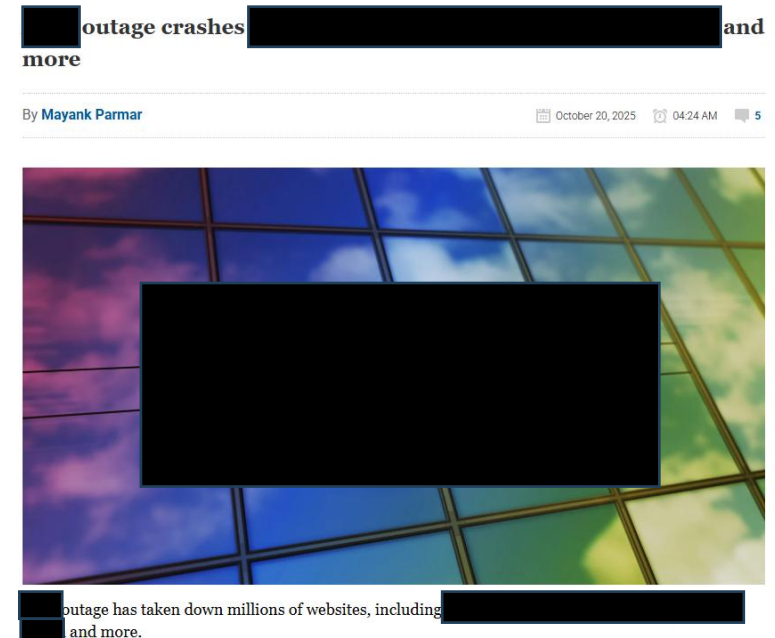 outage crashes and
more
By Mayank Parmar
October 20, 2025 04:24 AM 5
outage has taken down millions of websites, including
and more.